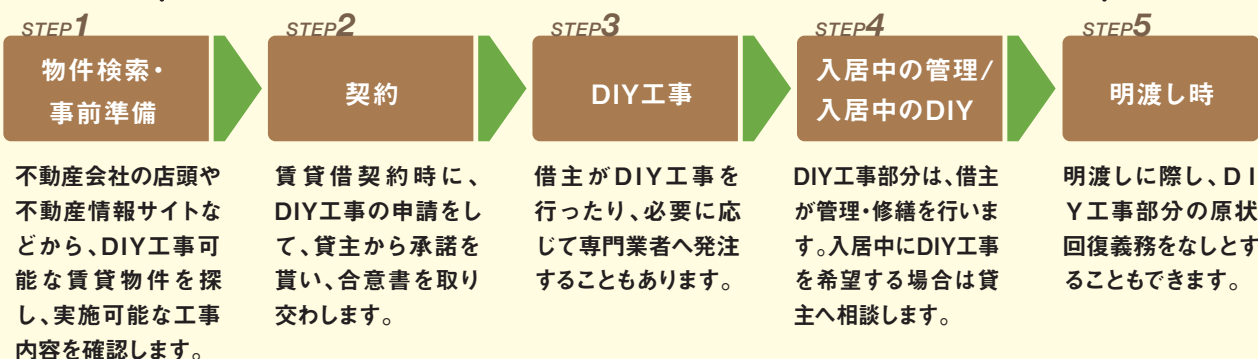 STEP1
物件検索・
事前準備
不動産会社の店頭や
不動産情報サイトな
どから、DIY工事可
能な賃貸物件を探
し、実施可能な工事
内容を確認します。
STEP2
契約
賃貸借契約時に、
DIY工事の申請をし
て、貸主から承諾を
貰い、合意書を取り
交わします。
STEP3
DIY工事
借主がDIY工事を
行ったり、必要に応
じて専門業者へ発注
することもあります。
STEP4
入居中の管理/
入居中のDIY
DIY工事部分は、借主
が管理・修繕を行いま
す。入居中にDIY工事
を希望する場合は貸
主へ相談します。
STEP5
明渡し時
明渡しに際し、DI
Y工事部分の原状
回復義務をなしとす
ることもできます。